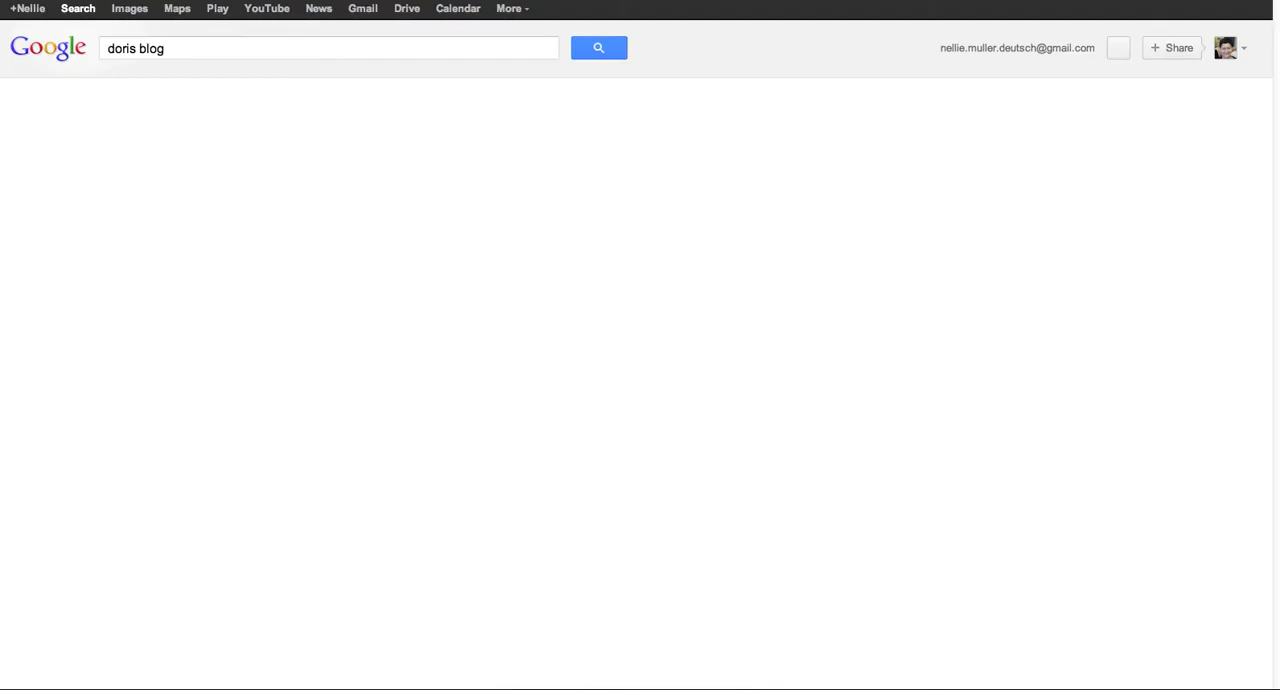 +Nellie Search Images Maps Play YouTube News Gmail Drive Calendar More
Google doris blog nellie.muller.deutsch@gmail.com + Share